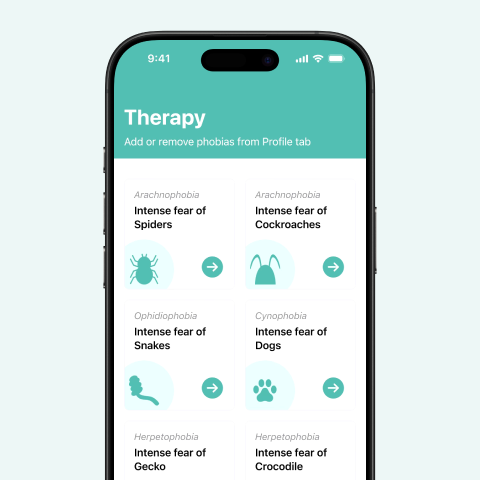 9:41
Therapy
Add or remove phobias from Profile tab
Arachnophobia
Intense fear of
Spiders
Arachnophobia
Intense fear of
Cockroaches
Ophidiophobia
Intense fear of
Snakes
Cynophobia
Intense fear of
Dogs
Herpetophobia
Intense fear of
Gecko
Herpetophobia
Intense fear of
Crocodile